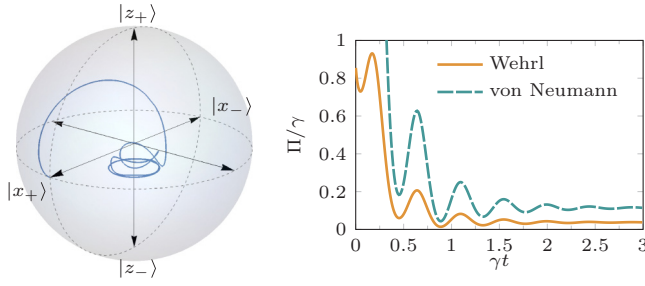 |z₊⟩
|x₋⟩
|x₊⟩
|z₋⟩
Π/γ
1
0.8
0.6
0.4
0.2
0
Wehrl
von Neumann
0 0.5 1 1.5 2 2.5 3
γt